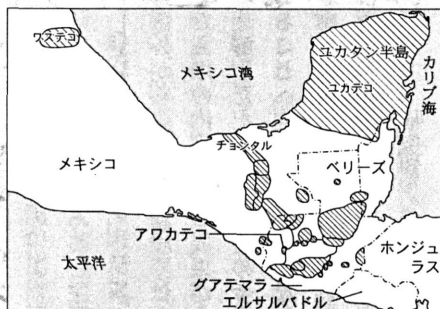 ワステコ
メキシコ湾
ユカタン半島
ユカテコ
カリブ海
チョンタル
メキシコ
ベリーズ
アワカテコ
太平洋
ホンジュ
ラス
グアテマラ
エルサルバドル